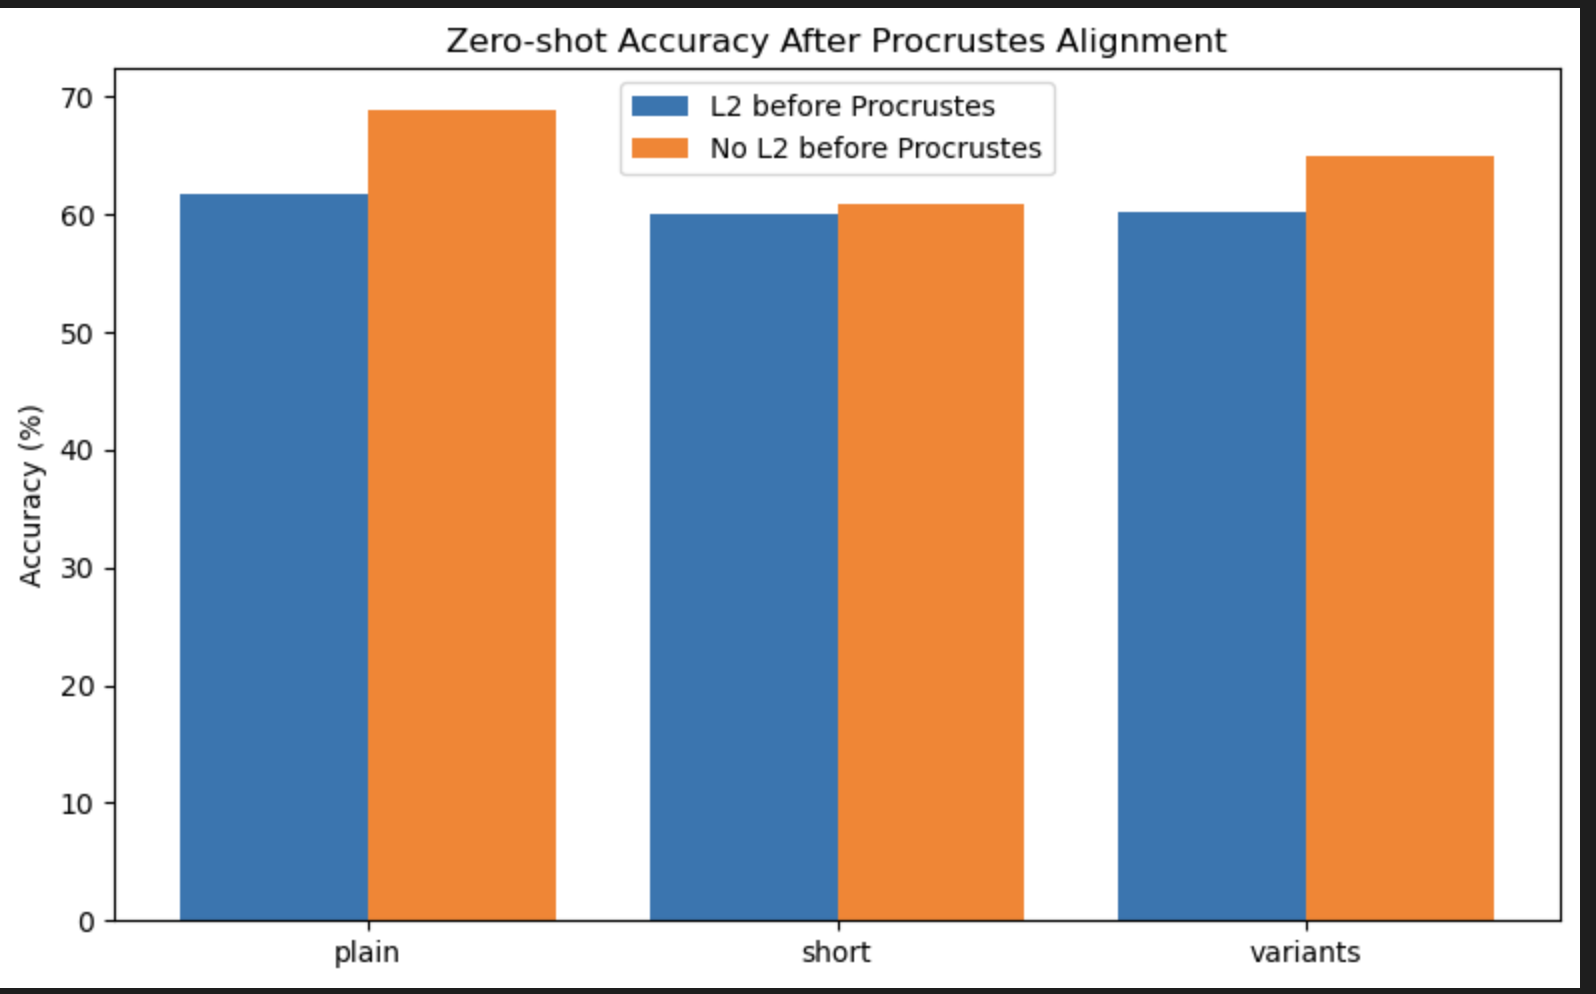 Zero-shot Accuracy After Procrustes Alignment
L2 before Procrustes
No L2 before Procrustes
Accuracy (%)
70
60
50
40
30
20
10
0
plain
short
variants